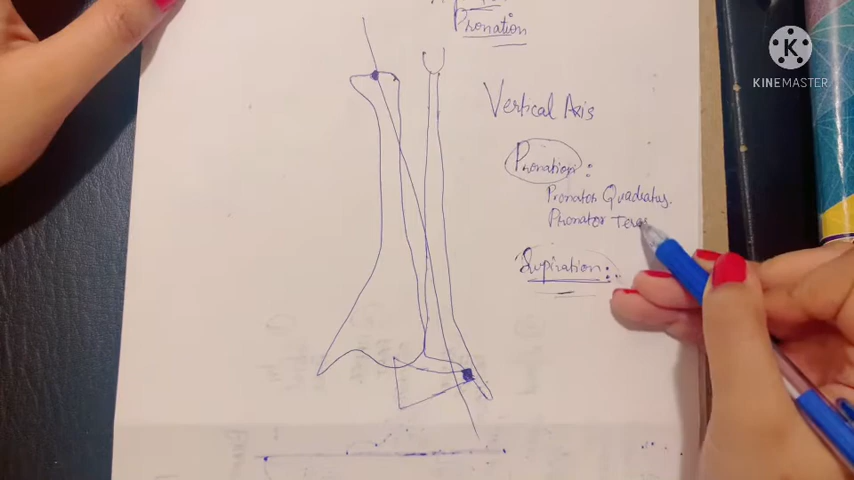 Pronation
K
KINEMASTER
Vertical Axis
Pronation :
Pronator Quadratus.
Pronator Teres
Supination :